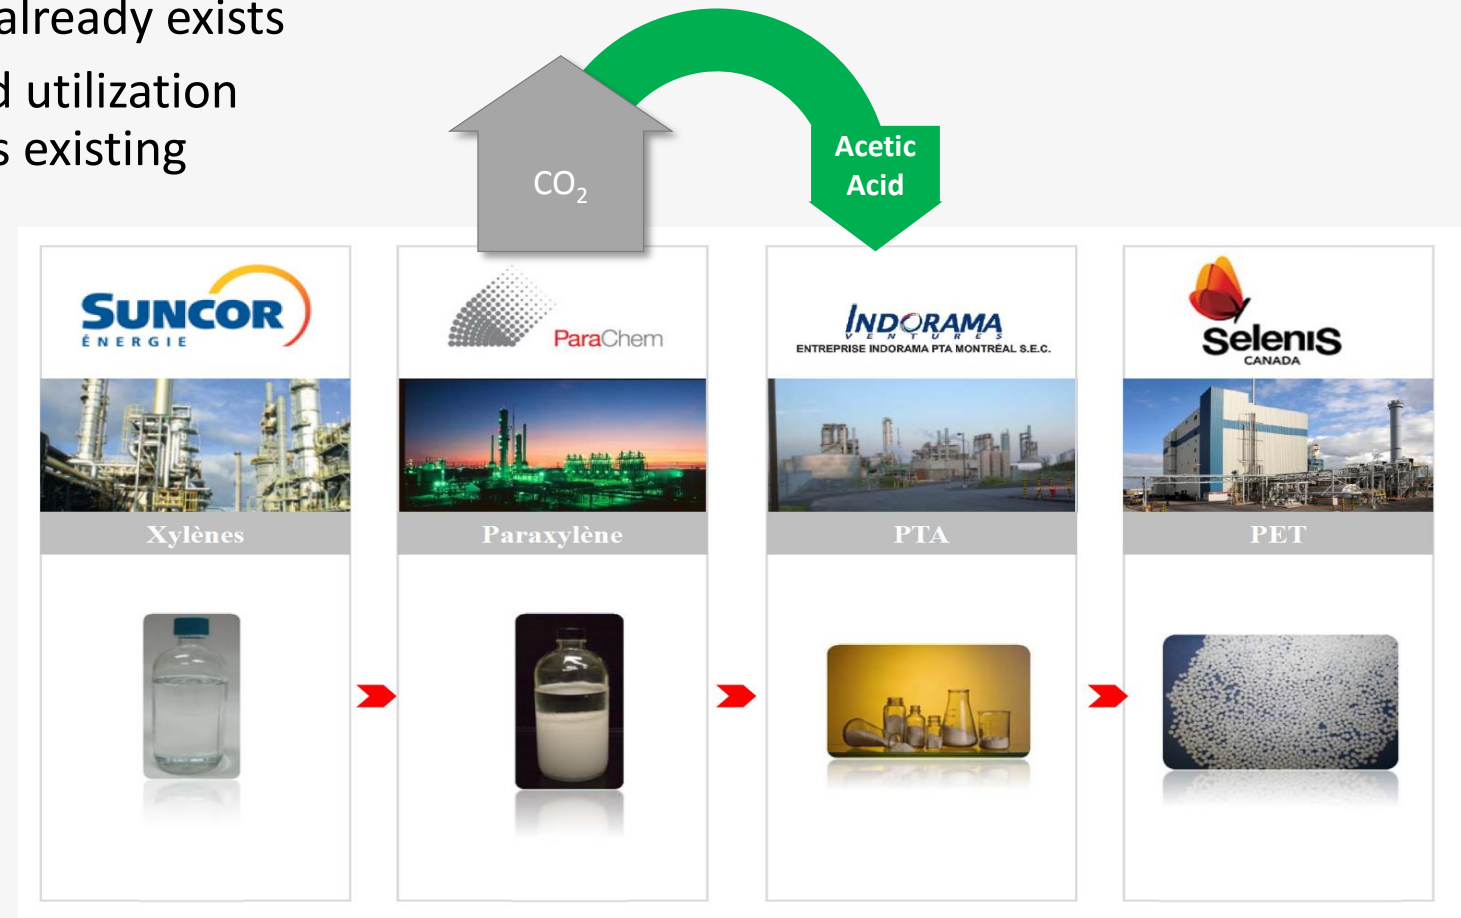 already exists
d utilization
s existing
CO₂
Acetic
Acid
SUNCOR
ÉNERGIE
ParaChem
INDORAMA
VENTURES
ENTREPRISE INDORAMA PTA MONTRÉAL S.E.C.
SelenIS
CANADA
Xylènes
Paraxylène
PTA
PET